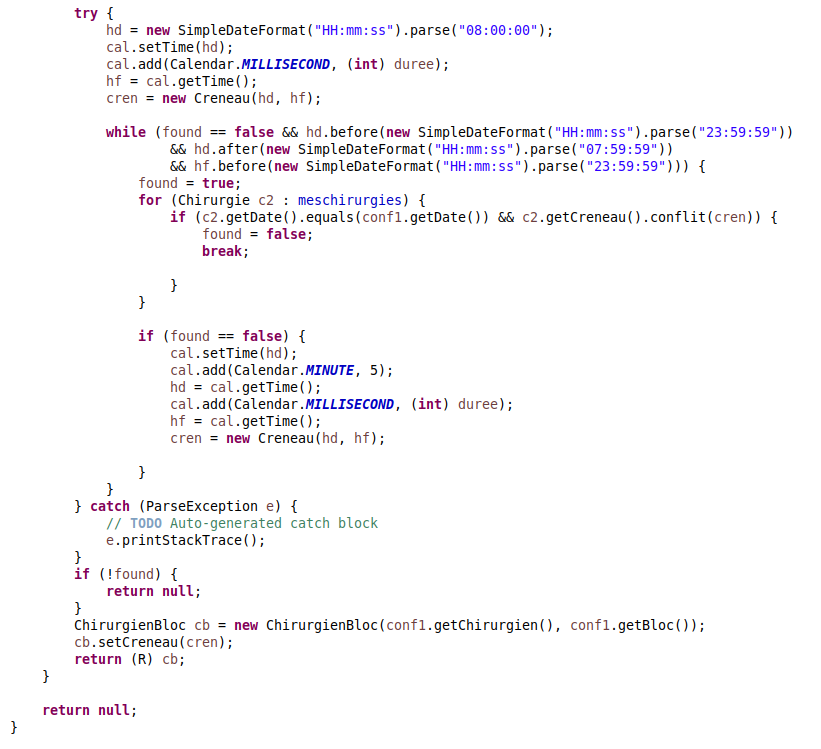 try {
hd = new SimpleDateFormat("HH:mm:ss").parse("08:00:00");
cal.setTime(hd);
cal.add(Calendar.MILLISECOND, (int) duree);
hf = cal.getTime();
cren = new Creneau(hd, hf);
while (found == false && hd.before(new SimpleDateFormat("HH:mm:ss").parse("23:59:59"))
&& hd.after(new SimpleDateFormat("HH:mm:ss").parse("07:59:59"))
&& hf.before(new SimpleDateFormat("HH:mm:ss").parse("23:59:59"))) {
found = true;
for (Chirurgie c2 : meschirurgies) {
if (c2.getDate().equals(conf1.getDate()) && c2.getCreneau().conflit(cren)) {
found = false;
break;
}
}
if (found == false) {
cal.setTime(hd);
cal.add(Calendar.MINUTE, 5);
hd = cal.getTime();
cal.add(Calendar.MILLISECOND, (int) duree);
hf = cal.getTime();
cren = new Creneau(hd, hf);
}
}
} catch (ParseException e) {
// TODO Auto-generated catch block
e.printStackTrace();
}
if (!found) {
return null;
}
ChirurgienBloc cb = new ChirurgienBloc(conf1.getChirurgien(), conf1.getBloc());
cb.setCreneau(cren);
return (R) cb;
}
return null;
}